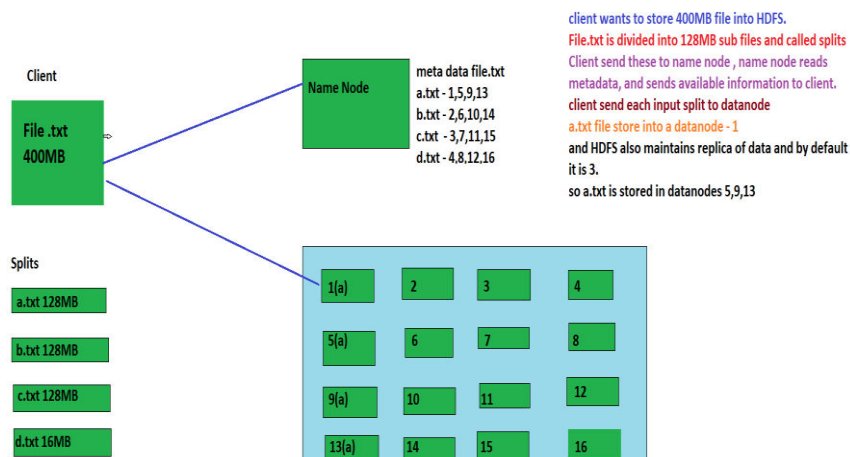 Client
File .txt
400MB
Name Node
meta data file.txt
a.txt - 1,5,9,13
b.txt - 2,6,10,14
c.txt - 3,7,11,15
d.txt - 4,8,12,16
client wants to store 400MB file into HDFS.
File.txt is divided into 128MB sub files and called splits
Client send these to name node , name node reads
metadata, and sends available information to client.
client send each input split to datanode
a.txt file store into a datanode - 1
and HDFS also maintains replica of data and by default
it is 3.
so a.txt is stored in datanodes 5,9,13
Splits
a.txt 128MB
b.txt 128MB
c.txt 128MB
d.txt 16MB
1(a) 2 3 4
5(a) 6 7 8
9(a) 10 11 12
13(a) 14 15 16